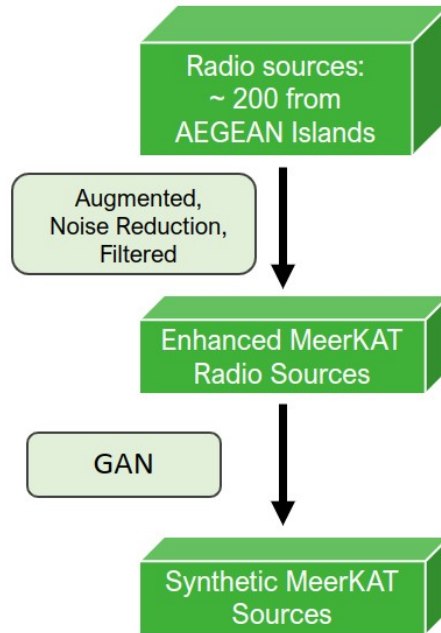 Radio sources:
~ 200 from
AEGEAN Islands
Augmented,
Noise Reduction,
Filtered
Enhanced MeerKAT
Radio Sources
GAN
Synthetic MeerKAT
Sources